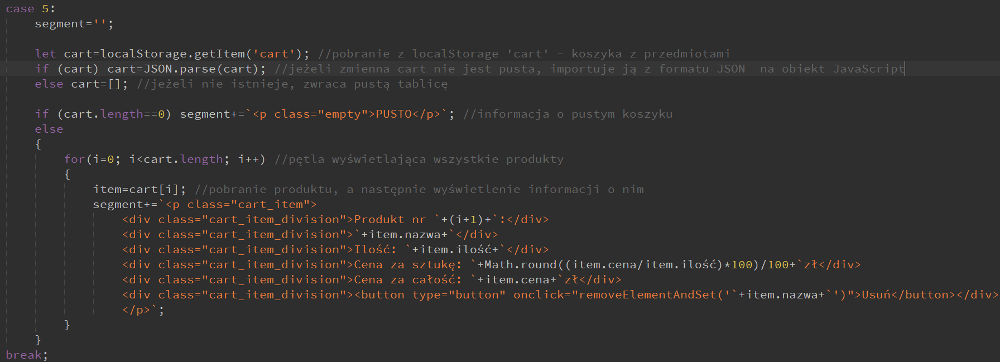 case 5:
segment='';
let cart=localStorage.getItem('cart'); //pobranie z localStorage 'cart' - koszyka z przedmiotami
if (cart) cart=JSON.parse(cart); //jeżeli zmienna cart nie jest pusta, importuje ją z formatu JSON  na obiekt JavaScript
else cart=[]; //jeżeli nie istnieje, zwraca pustą tablicę
if (cart.length==0) segment+=`<p class="empty">PUSTO</p>`; //informacja o pustym koszyku
else
{
for(i=0; i<cart.length; i++) //pętla wyświetlająca wszystkie produkty
{
item=cart[i]; //pobranie produktu, a następnie wyświetlenie informacji o nim
segment+=`<p class="cart_item">
<div class="cart_item_division">Produkt nr `+(i+1)+`:</div>
<div class="cart_item_division">`+item.nazwa+`</div>
<div class="cart_item_division">Ilość: `+item.ilość+`</div>
<div class="cart_item_division">Cena za sztukę: `+Math.round((item.cena/item.ilość)*100)/100+`zł</div>
<div class="cart_item_division">Cena za całość: `+item.cena+`zł</div>
<div class="cart_item_division"><button type="button" onclick="removeElementAndSet('`+item.nazwa+`')">Usuń</button></div>
</p>`;
}
}
break;